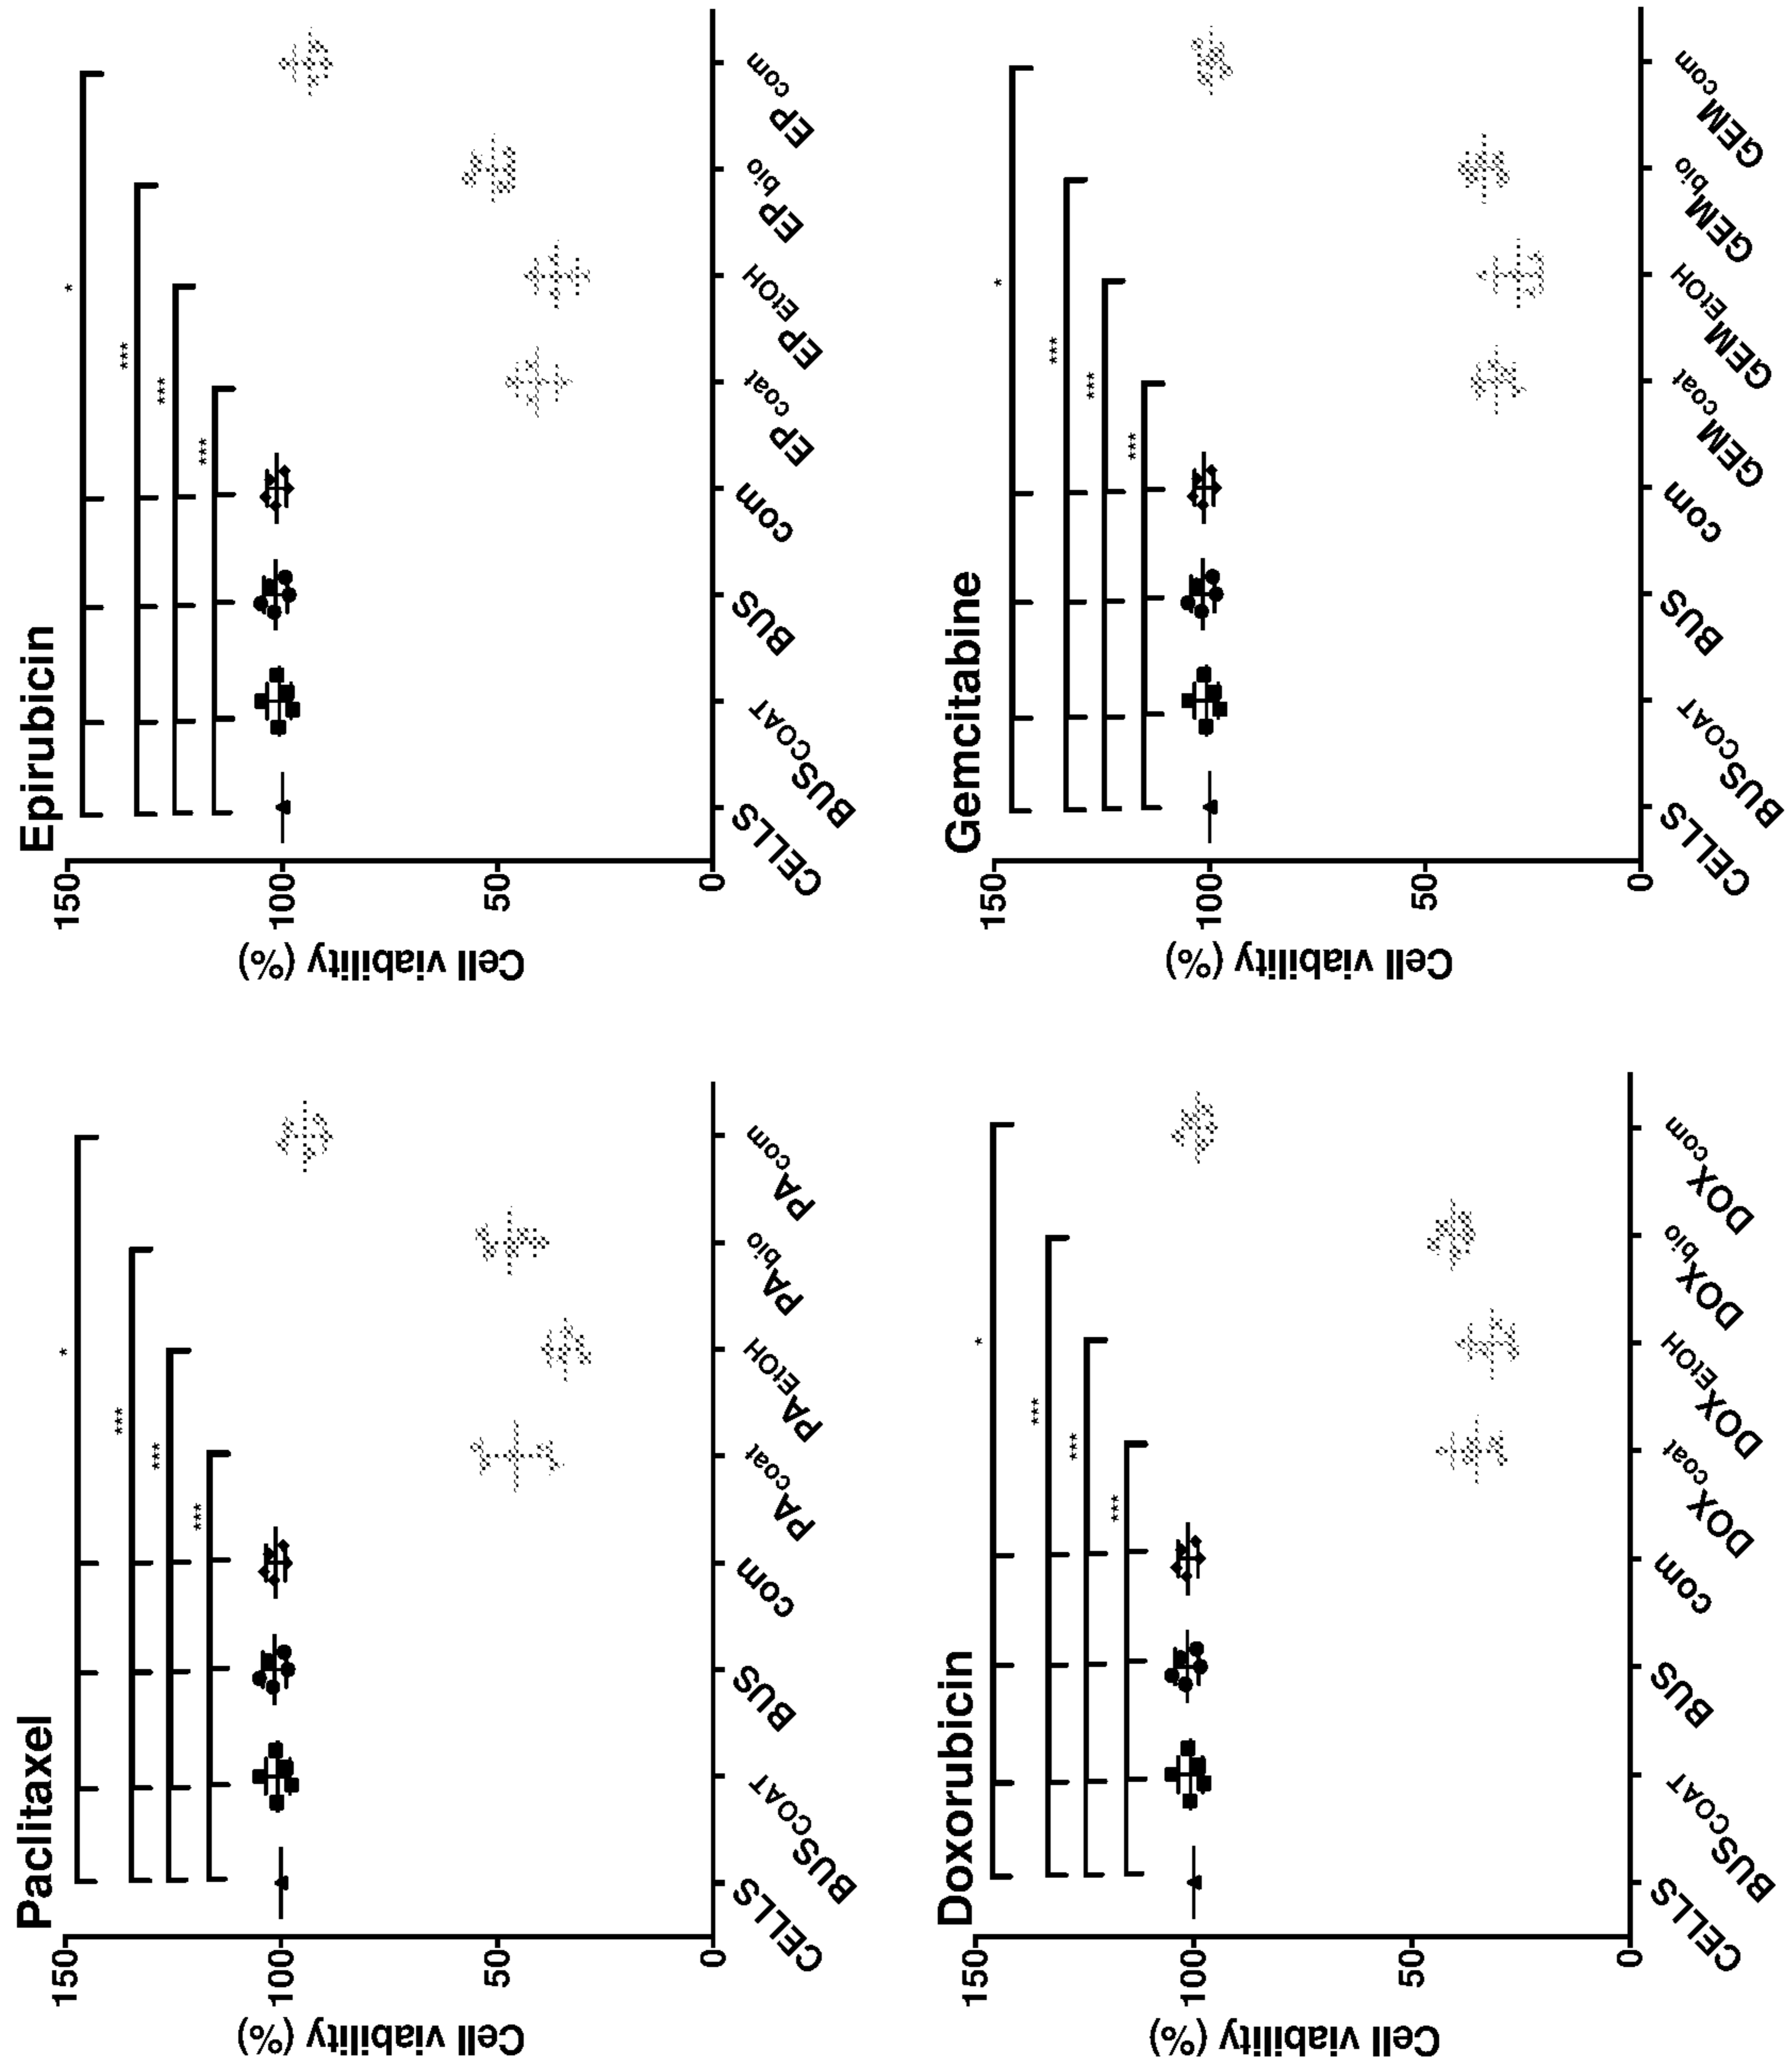 Paclitaxel
Cell viability (%)
150
100
50
0
***
***
***
*
CELLS
BUSCOAT
BUS
com
PAcoat
PAEtOH
PAbio
PAcom
Epirubicin
Cell viability (%)
150
100
50
0
***
***
***
*
CELLS
BUSCOAT
BUS
com
EPcoat
EPEtOH
EPbio
EPcom
Doxorubicin
Cell viability (%)
150
100
50
0
***
***
***
*
CELLS
BUSCOAT
BUS
com
DOXcoat
DOXEtOH
DOXbio
DOXcom
Gemcitabine
Cell viability (%)
150
100
50
0
***
***
***
*
CELLS
BUSCOAT
BUS
com
GEMcoat
GEMEtOH
GEMbio
GEMcom